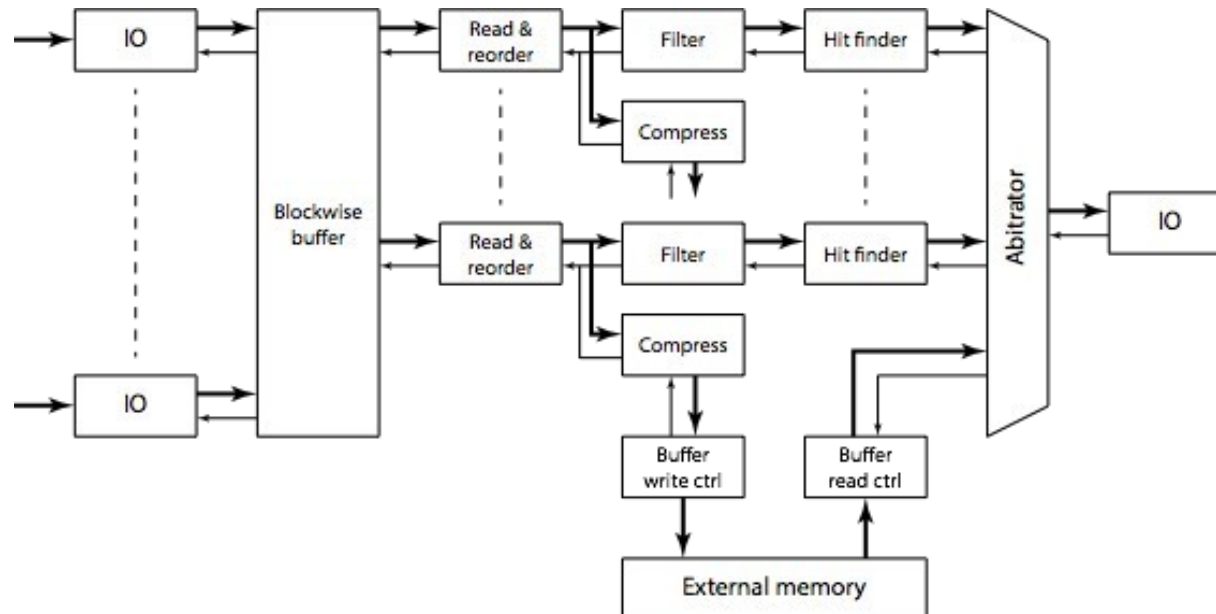 IO
Read &
reorder
Filter
Hit finder
Compress
Blockwise
buffer
Abitrator
IO
Read &
reorder
Filter
Hit finder
Compress
IO
Buffer
write ctrl
Buffer
read ctrl
External memory